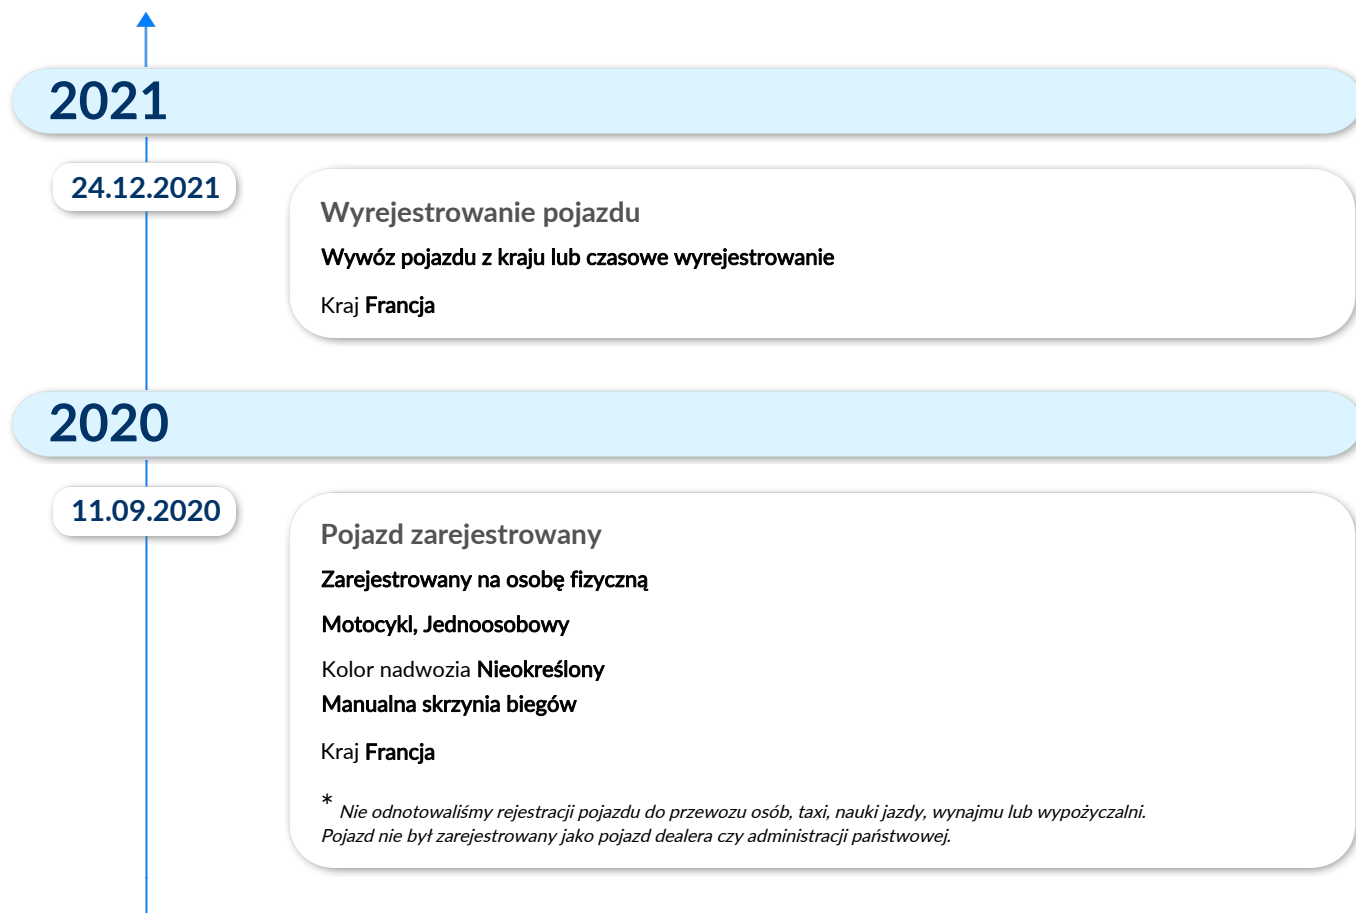 2021
24.12.2021
Wyrejestrowanie pojazdu
Wywóz pojazdu z kraju lub czasowe wyrejestrowanie
Kraj Francja
2020
11.09.2020
Pojazd zarejestrowany
Zarejestrowany na osobę fizyczną
Motocykl, Jednoosobowy
Kolor nadwozia Nieokreślony
Manualna skrzynia biegów
Kraj Francja
* Nie odnotowaliśmy rejestracji pojazdu do przewozu osób, taxi, nauki jazdy, wynajmu lub wypożyczalni.
Pojazd nie był zarejestrowany jako pojazd dealera czy administracji państwowej.